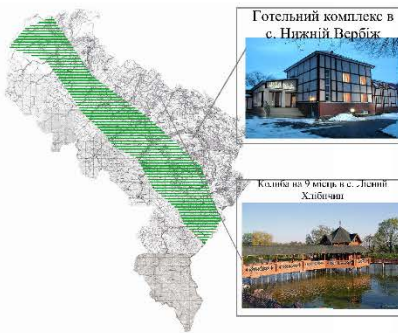 Готельний комплекс в
с. Нижній Вербіж
Колиба на 9 місць в с. Лісний
Хлібичин